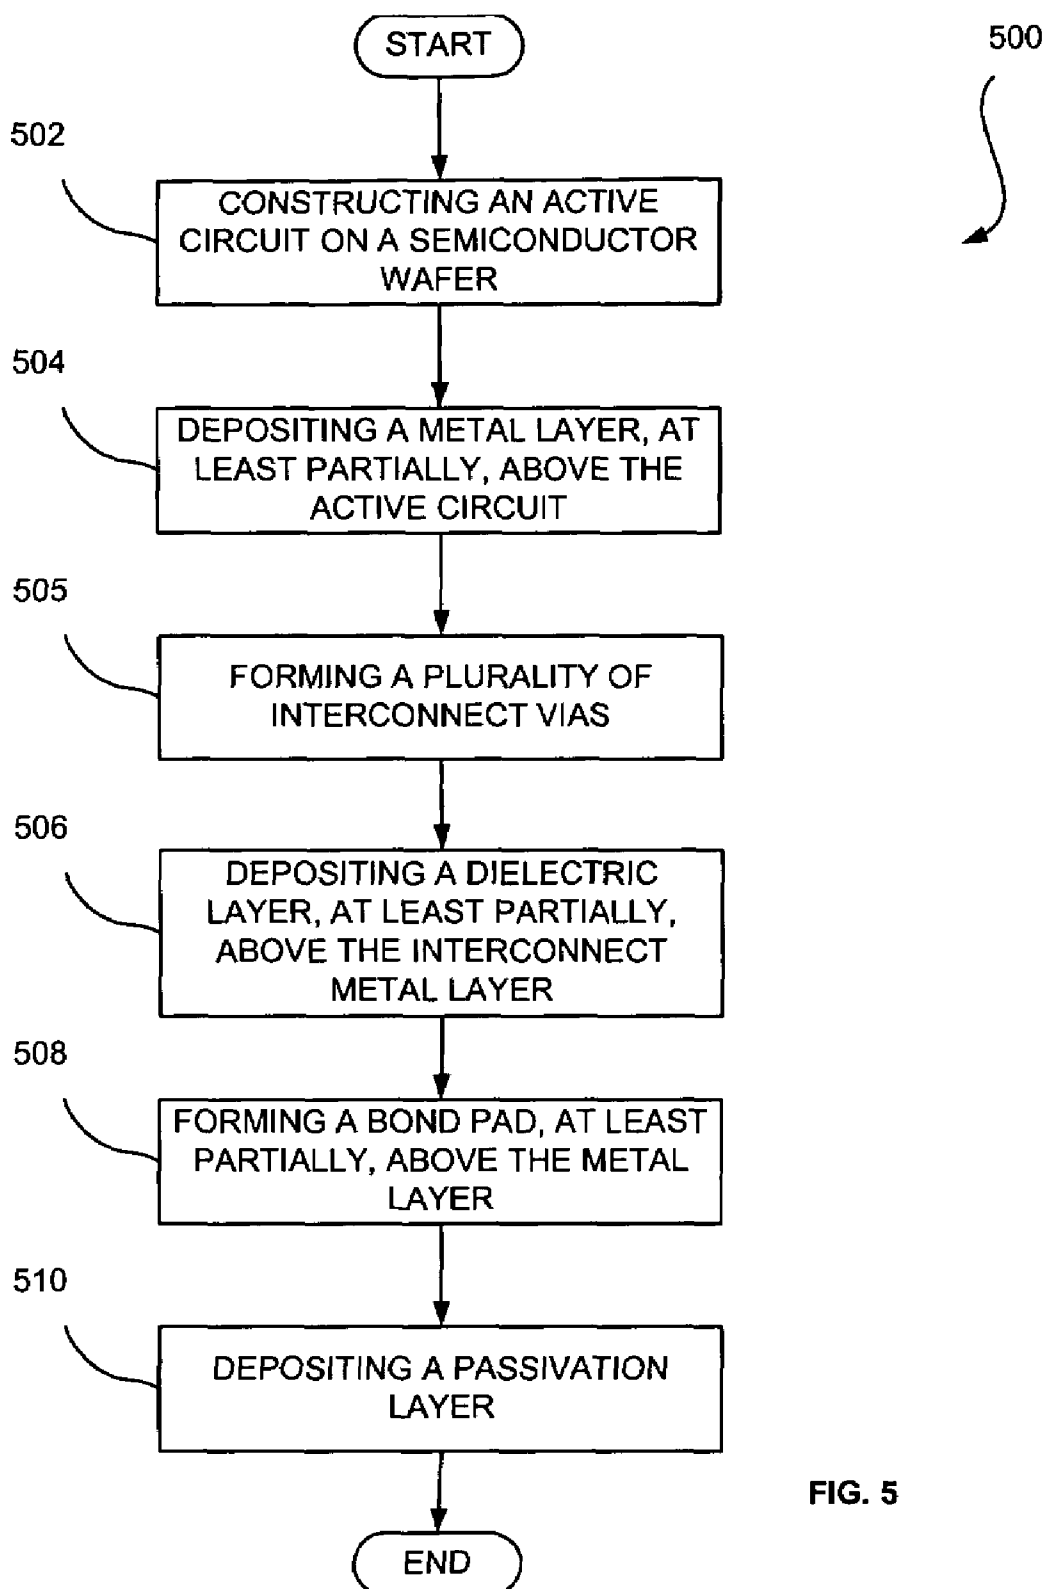 START
500
502
CONSTRUCTING AN ACTIVE
CIRCUIT ON A SEMICONDUCTOR
WAFER
504
DEPOSITING A METAL LAYER, AT
LEAST PARTIALLY, ABOVE THE
ACTIVE CIRCUIT
505
FORMING A PLURALITY OF
INTERCONNECT VIAS
506
DEPOSITING A DIELECTRIC
LAYER, AT LEAST PARTIALLY,
ABOVE THE INTERCONNECT
METAL LAYER
508
FORMING A BOND PAD, AT LEAST
PARTIALLY, ABOVE THE METAL
LAYER
510
DEPOSITING A PASSIVATION
LAYER
FIG. 5
END